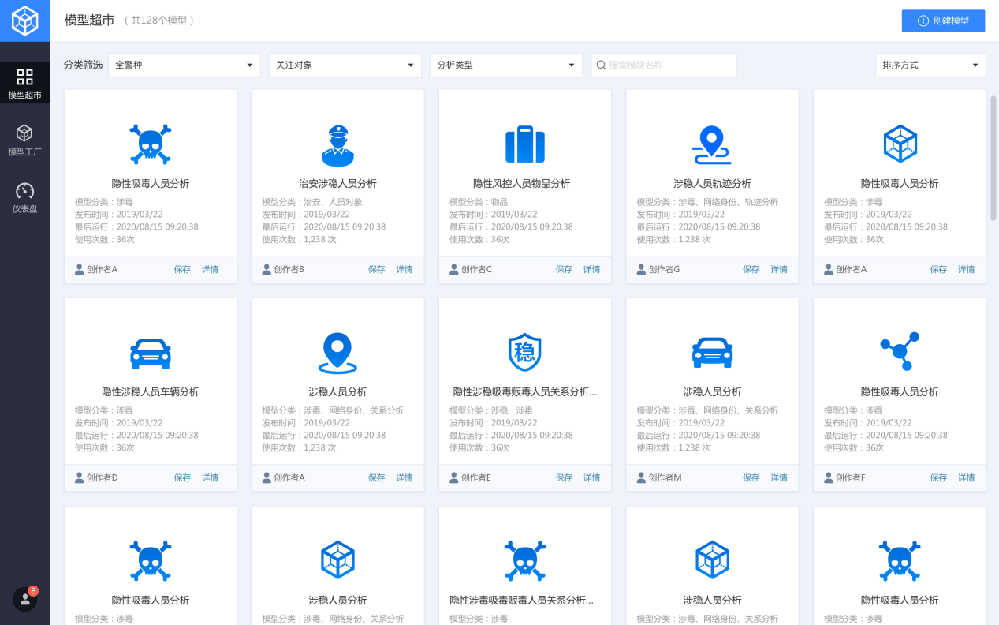 模型超市 （ 共128个模型 ）
创建模型
分类筛选
全警种
关注对象
分析类型
搜索模块名称
排序方式
模型超市
模型工厂
仪表盘
8
隐性吸毒人员分析
模型分类：涉毒
发布时间：2019/03/22
最后运行：2020/08/15 09:20:38
使用次数：36次
创作者A 保存 详情
治安涉稳人员分析
模型分类：治安、人员对象
发布时间：2019/03/22
最后运行：2020/08/15 09:20:38
使用次数：1,238 次
创作者B 保存 详情
隐性风控人员物品分析
模型分类：物品
发布时间：2019/03/22
最后运行：2020/08/15 09:20:38
使用次数：36次
创作者C 保存 详情
涉稳人员轨迹分析
模型分类：涉毒、网络身份、轨迹分析
发布时间：2019/03/22
最后运行：2020/08/15 09:20:38
使用次数：1,238 次
创作者G 保存 详情
隐性吸毒人员分析
模型分类：涉毒
发布时间：2019/03/22
最后运行：2020/08/15 09:20:38
使用次数：36次
创作者A 保存 详情
隐性涉稳人员车辆分析
模型分类：涉毒
发布时间：2019/03/22
最后运行：2020/08/15 09:20:38
使用次数：36次
创作者D 保存 详情
涉稳人员分析
模型分类：涉毒、网络身份、关系分析
发布时间：2019/03/22
最后运行：2020/08/15 09:20:38
使用次数：1,238 次
创作者A 保存 详情
稳
隐性涉稳吸毒贩毒人员关系分析...
模型分类：涉稳、涉毒
发布时间：2019/03/22
最后运行：2020/08/15 09:20:38
使用次数：36次
创作者E 保存 详情
涉稳人员分析
模型分类：涉毒、网络身份、关系分析
发布时间：2019/03/22
最后运行：2020/08/15 09:20:38
使用次数：1,238 次
创作者M 保存 详情
隐性吸毒人员分析
模型分类：涉毒
发布时间：2019/03/22
最后运行：2020/08/15 09:20:38
使用次数：36次
创作者F 保存 详情
隐性吸毒人员分析
模型分类：涉毒
涉稳人员分析
模型分类：涉毒、网络身份、关系分析
隐性涉毒吸毒贩毒人员关系分析...
模型分类：涉毒
涉稳人员分析
模型分类：涉毒、网络身份、关系分析
隐性吸毒人员分析
模型分类：涉毒